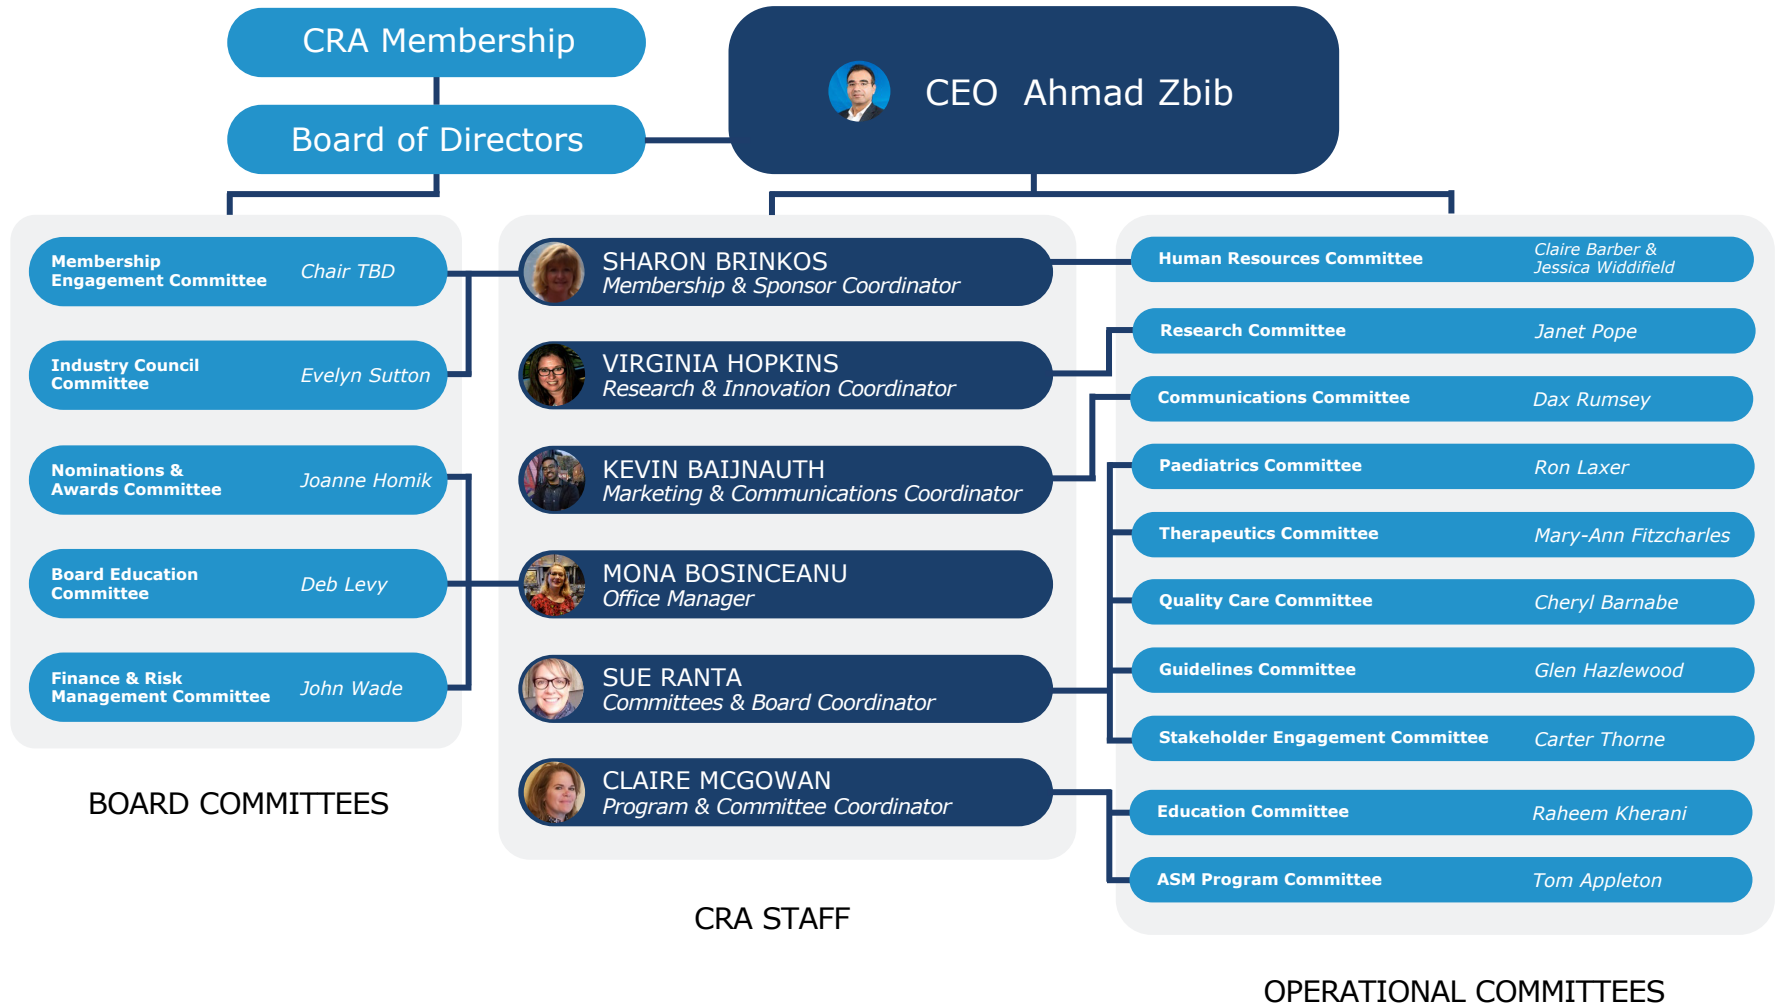 CRA Membership
Board of Directors
CEO Ahmad Zbib
Membership
Engagement Committee
Chair TBD
Industry Council
Committee
Evelyn Sutton
Nominations &
Awards Committee
Joanne Homik
Board Education
Committee
Deb Levy
Finance & Risk
Management Committee
John Wade
BOARD COMMITTEES
SHARON BRINKOS
Membership & Sponsor Coordinator
VIRGINIA HOPKINS
Research & Innovation Coordinator
KEVIN BAIJNAUTH
Marketing & Communications Coordinator
MONA BOSINCEANU
Office Manager
SUE RANTA
Committees & Board Coordinator
CLAIRE MCGOWAN
Program & Committee Coordinator
CRA STAFF
Human Resources Committee
Claire Barber &
Jessica Widdifield
Research Committee
Janet Pope
Communications Committee
Dax Rumsey
Paediatrics Committee
Ron Laxer
Therapeutics Committee
Mary-Ann Fitzcharles
Quality Care Committee
Cheryl Barnabe
Guidelines Committee
Glen Hazlewood
Stakeholder Engagement Committee
Carter Thorne
Education Committee
Raheem Kherani
ASM Program Committee
Tom Appleton
OPERATIONAL COMMITTEES